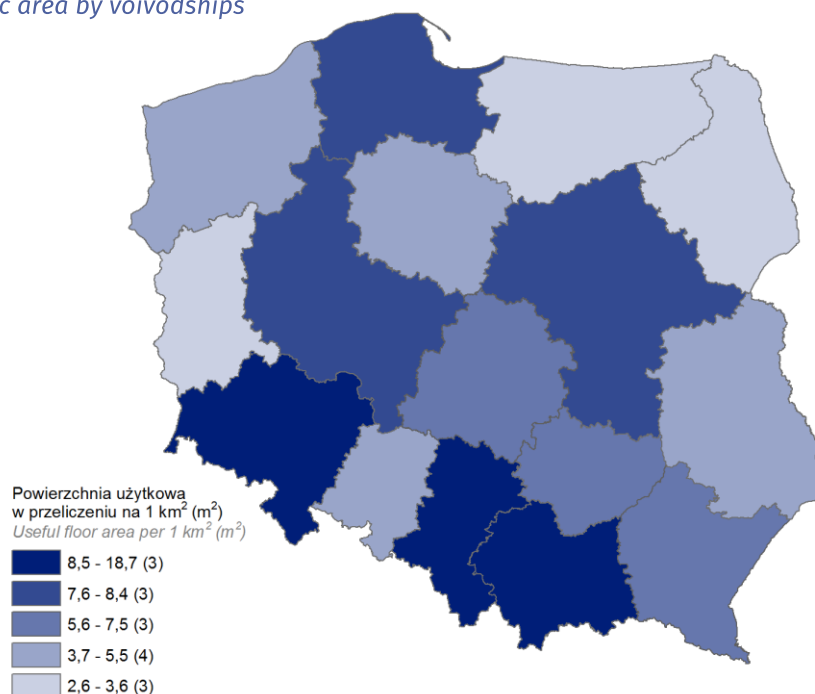 c area by voivodships
Powierzchnia użytkowa
w przeliczeniu na 1 km² (m²)
Useful floor area per 1 km² (m²)
8,5 - 18,7 (3)
7,6 - 8,4 (3)
5,6 - 7,5 (3)
3,7 - 5,5 (4)
2,6 - 3,6 (3)